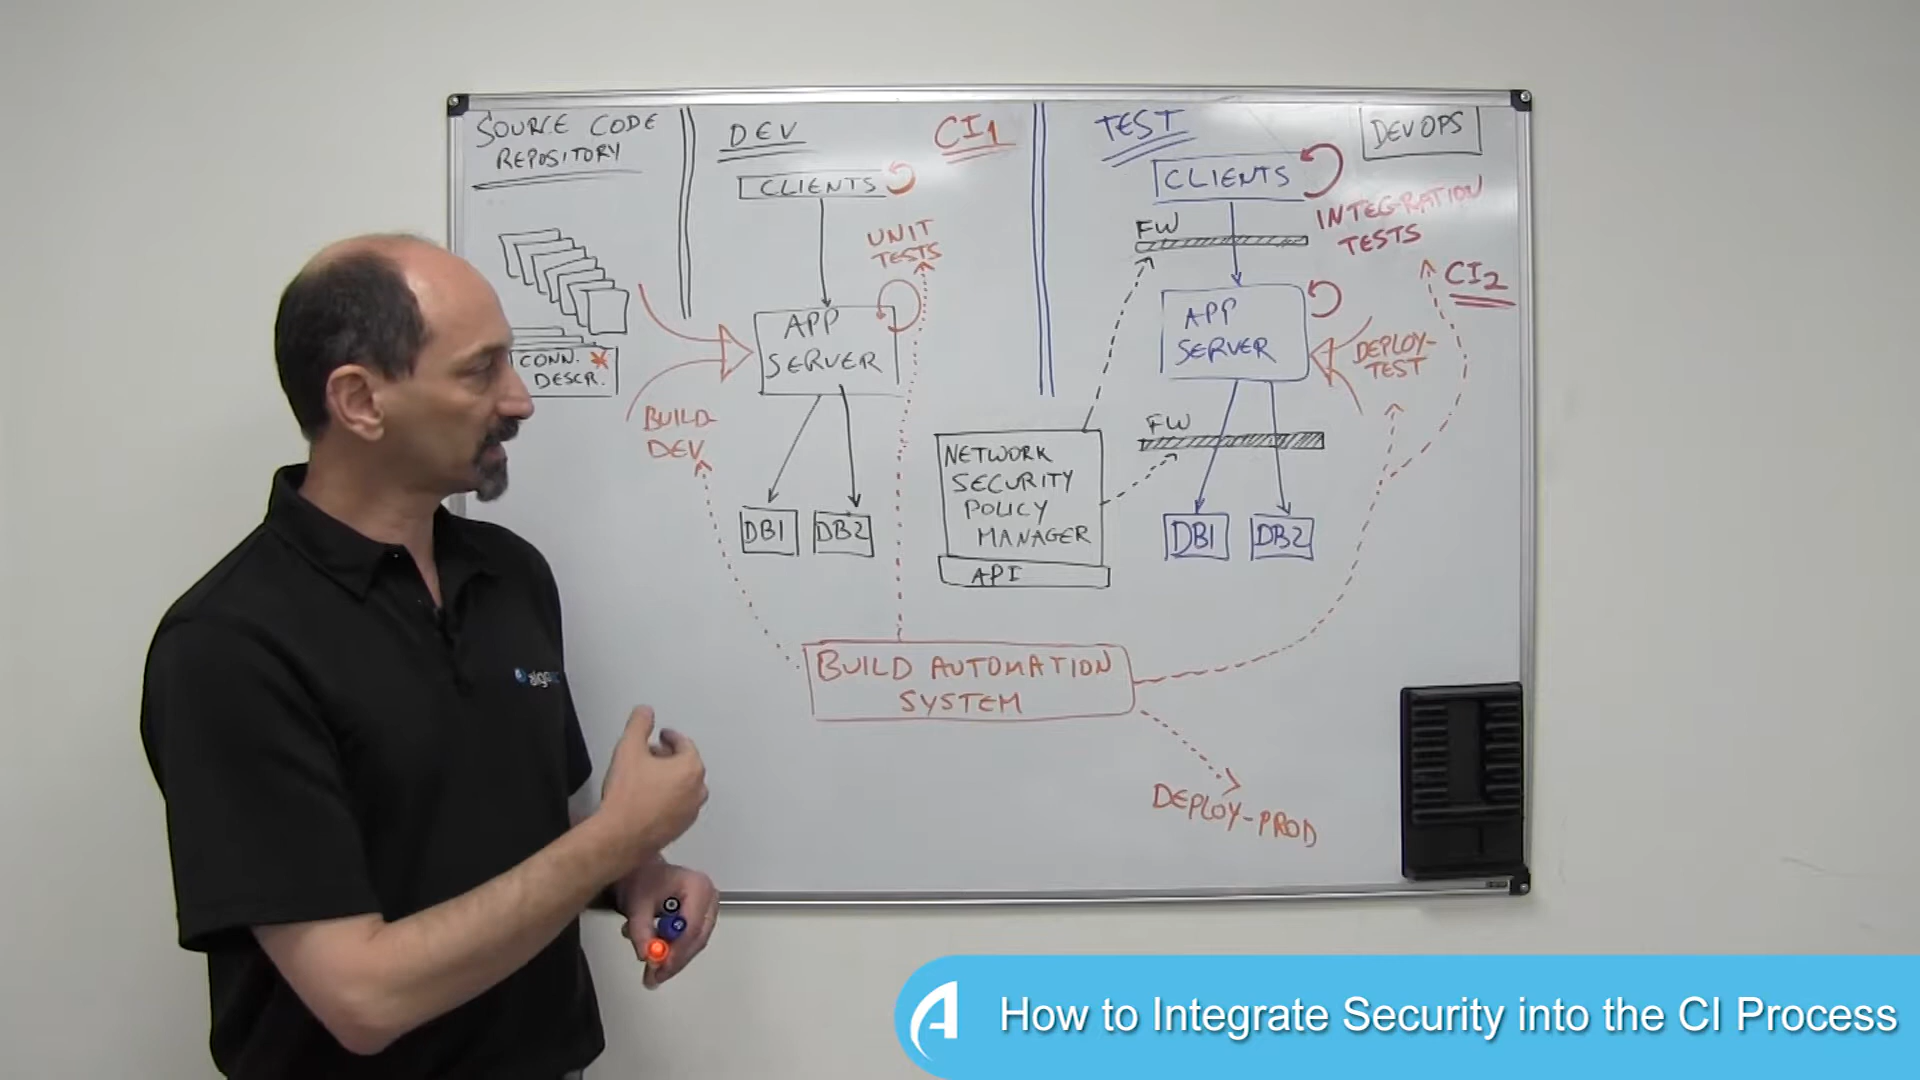 SOURCE CODE
REPOSITORY
CONN.
DESCR.
BUILD-
DEV
DEV
CI1
CLIENTS
UNIT
TESTS
APP
SERVER
DB1
DB2
TEST
DEVOPS
CLIENTS
FW
INTEGRATION
TESTS
CI2
APP
SERVER
DEPLOY-
TEST
FW
NETWORK
SECURITY
POLICY
MANAGER
API
DB1
DB2
BUILD AUTOMATION
SYSTEM
DEPLOY-PROD
How to Integrate Security into the CI Process